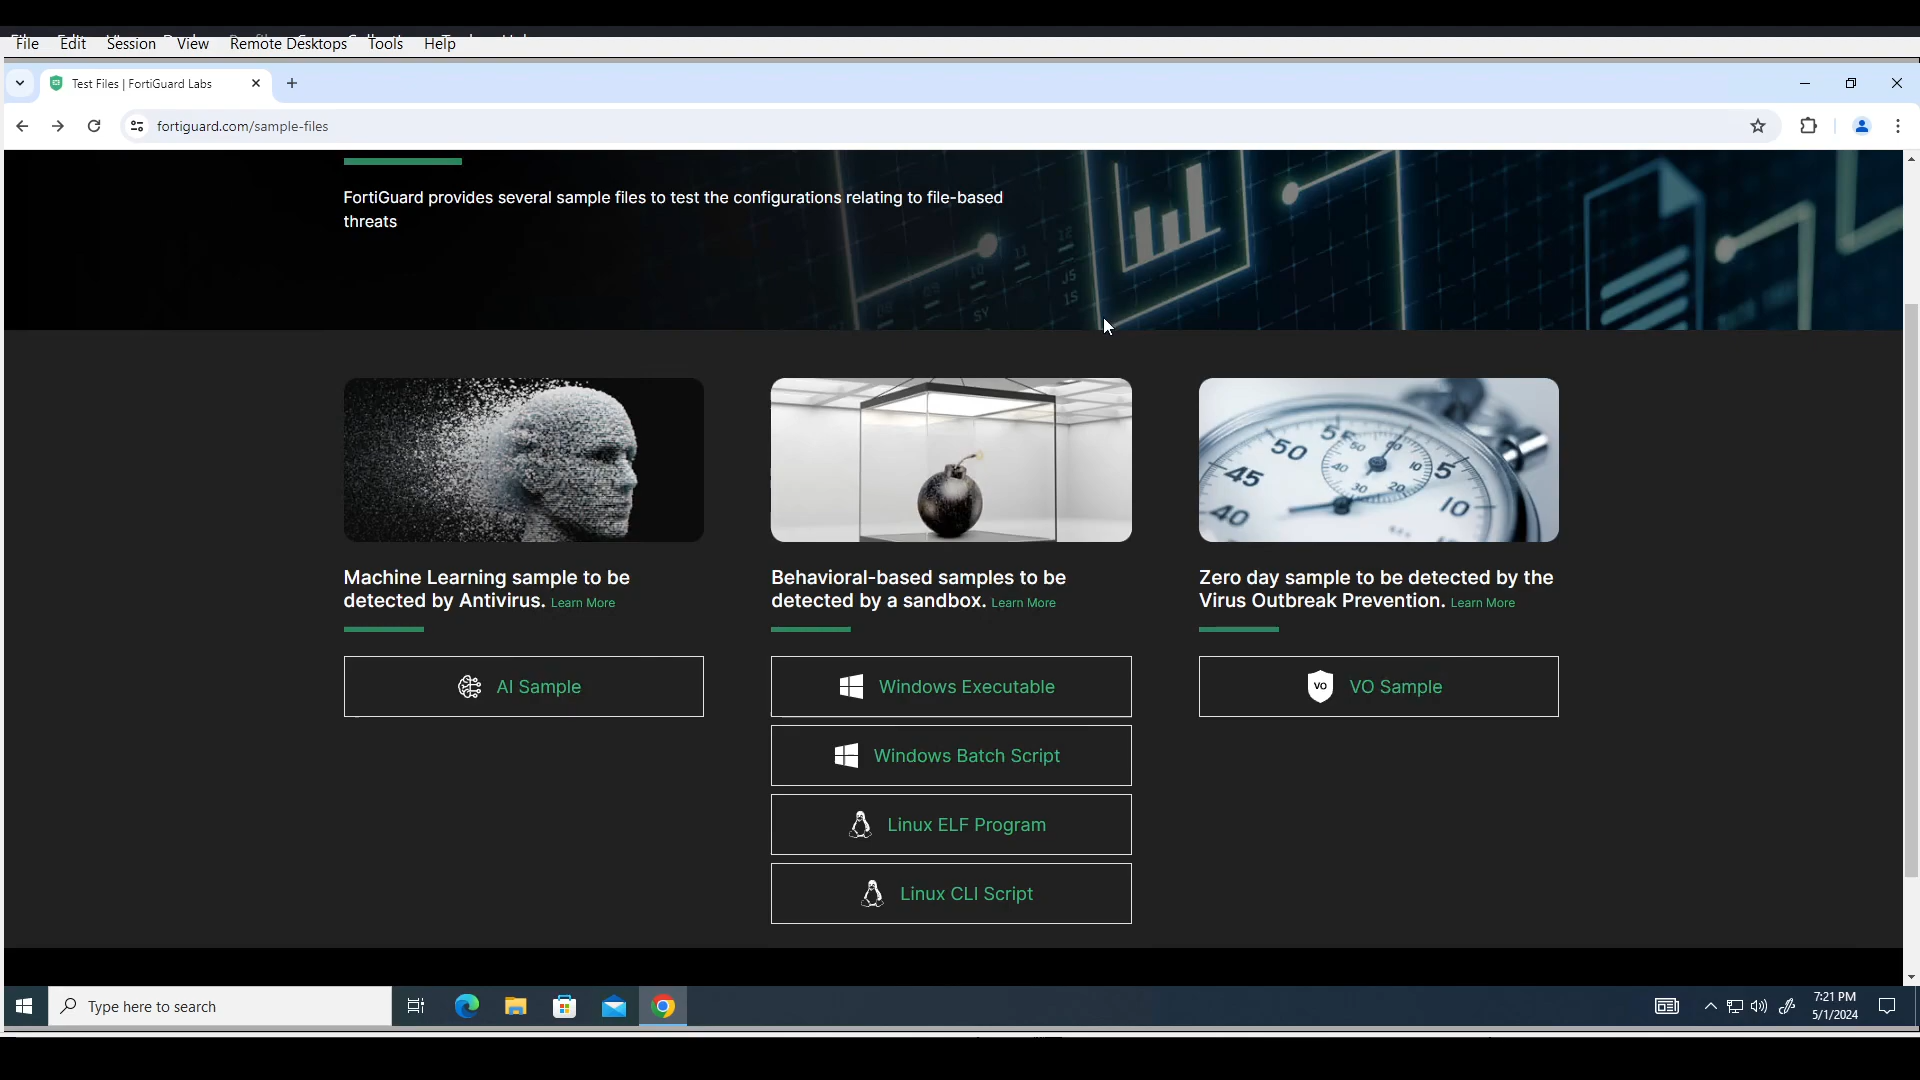 File Edit Session View Remote Desktops Tools Help
Test Files | FortiGuard Labs
fortiguard.com/sample-files
FortiGuard provides several sample files to test the configurations relating to file-based
threats
Machine Learning sample to be
detected by Antivirus. Learn More
AI Sample
Behavioral-based samples to be
detected by a sandbox. Learn More
Windows Executable
Windows Batch Script
Linux ELF Program
Linux CLI Script
Zero day sample to be detected by the
Virus Outbreak Prevention. Learn More
VO
VO Sample
Type here to search
7:21 PM
5/1/2024